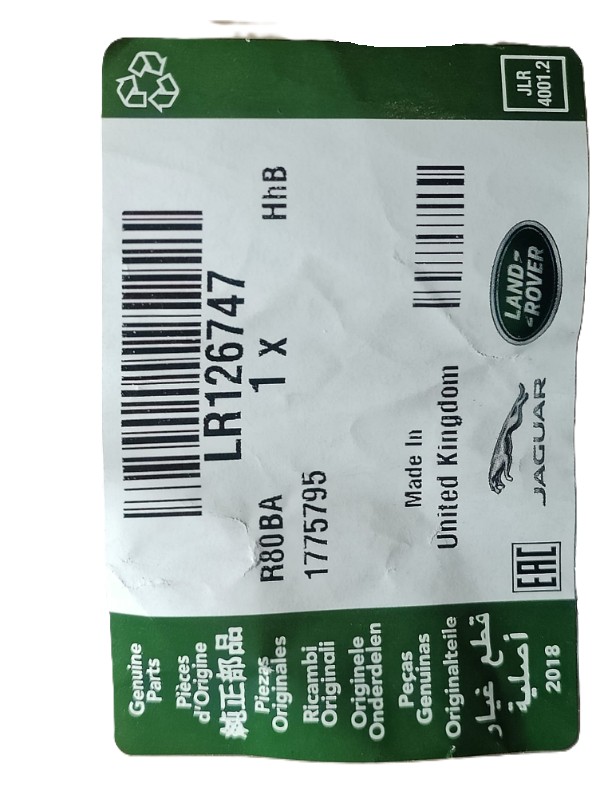 Genuine
Parts
Pièces
d'Origine
純正部品
Piezas
Originales
Ricambi
Originali
Originele
Onderdelen
Peças
Genuinas
Originalteile
قطع غيار
أصلية
2018
LR126747
R80BA 1 X HhB
1775795
Made In
United Kingdom
EAC
JAGUAR
LAND
ROVER
JLR
4001.2